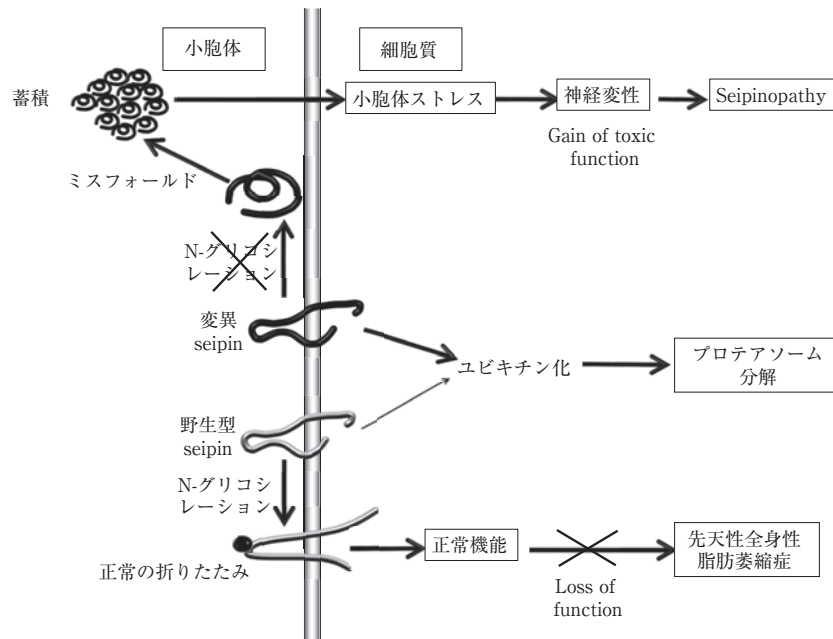 小胞体
細胞質
蓄積
小胞体ストレス
神経変性
Seipinopathy
Gain of toxic
function
ミスフォールド
N-グリコシ
レーション
変異
seipin
ユビキチン化
プロテアソーム
分解
野生型
seipin
N-グリコシ
レーション
正常機能
先天性全身性
脂肪萎縮症
正常の折りたたみ
Loss of
function